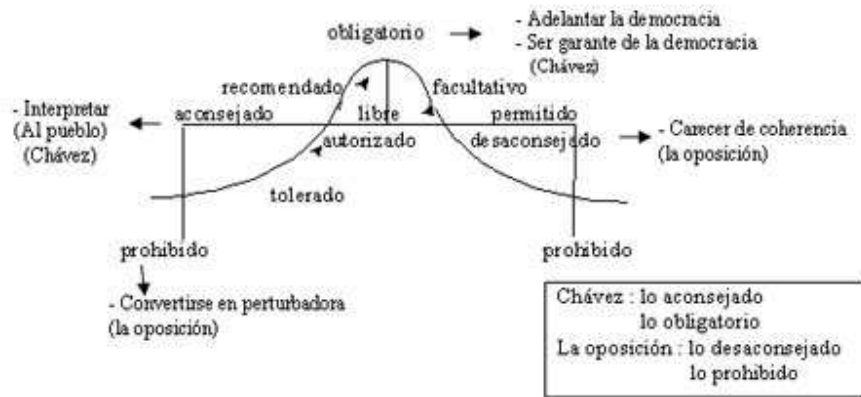 obligatorio
- Adelantar la democracia
- Ser garante de la democracia
(Chávez)
recomendado
facultativo
- Interpretar
(Al pueblo)
(Chávez)
aconsejado
libre
permitido
autorizado
desaconsejado
- Carecer de coherencia
(la oposición)
tolerado
prohibido
prohibido
- Convertirse en perturbadora
(la oposición)
Chávez : lo aconsejado
lo obligatorio
La oposición : lo desaconsejado
lo prohibido